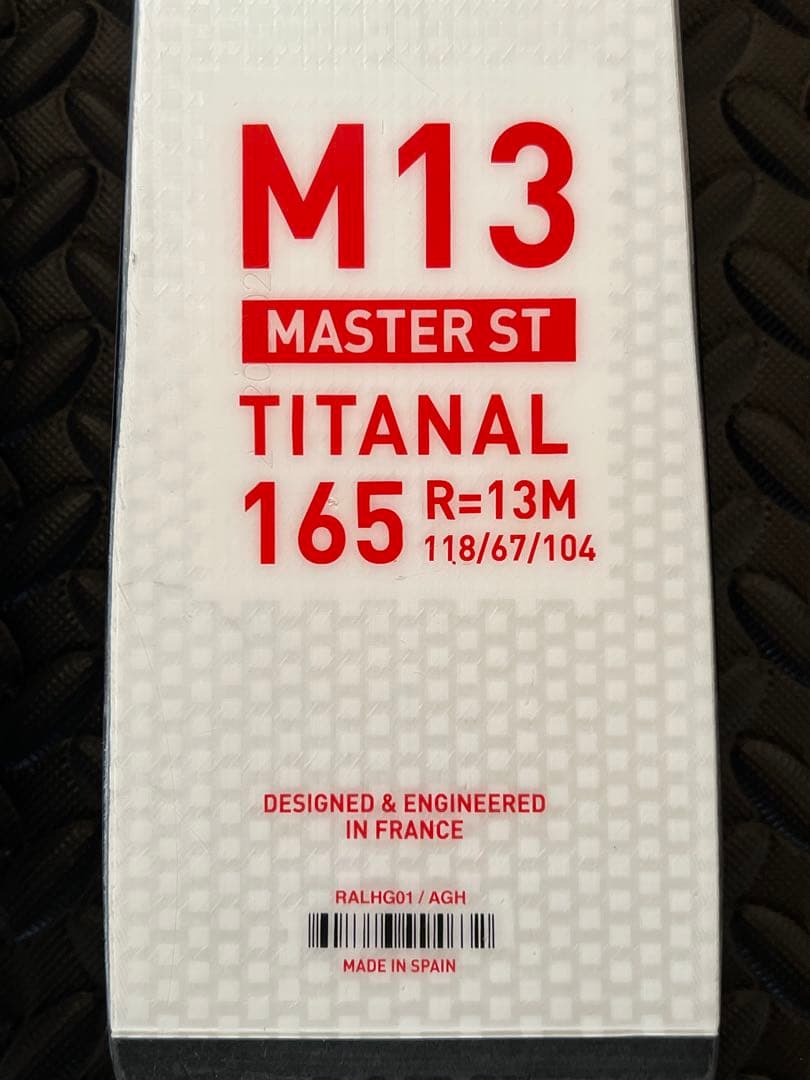 M13
MASTER ST
TITANAL
165 R=13M
118/67/104
DESIGNED & ENGINEERED
IN FRANCE
RALHG01 / AGH
MADE IN SPAIN